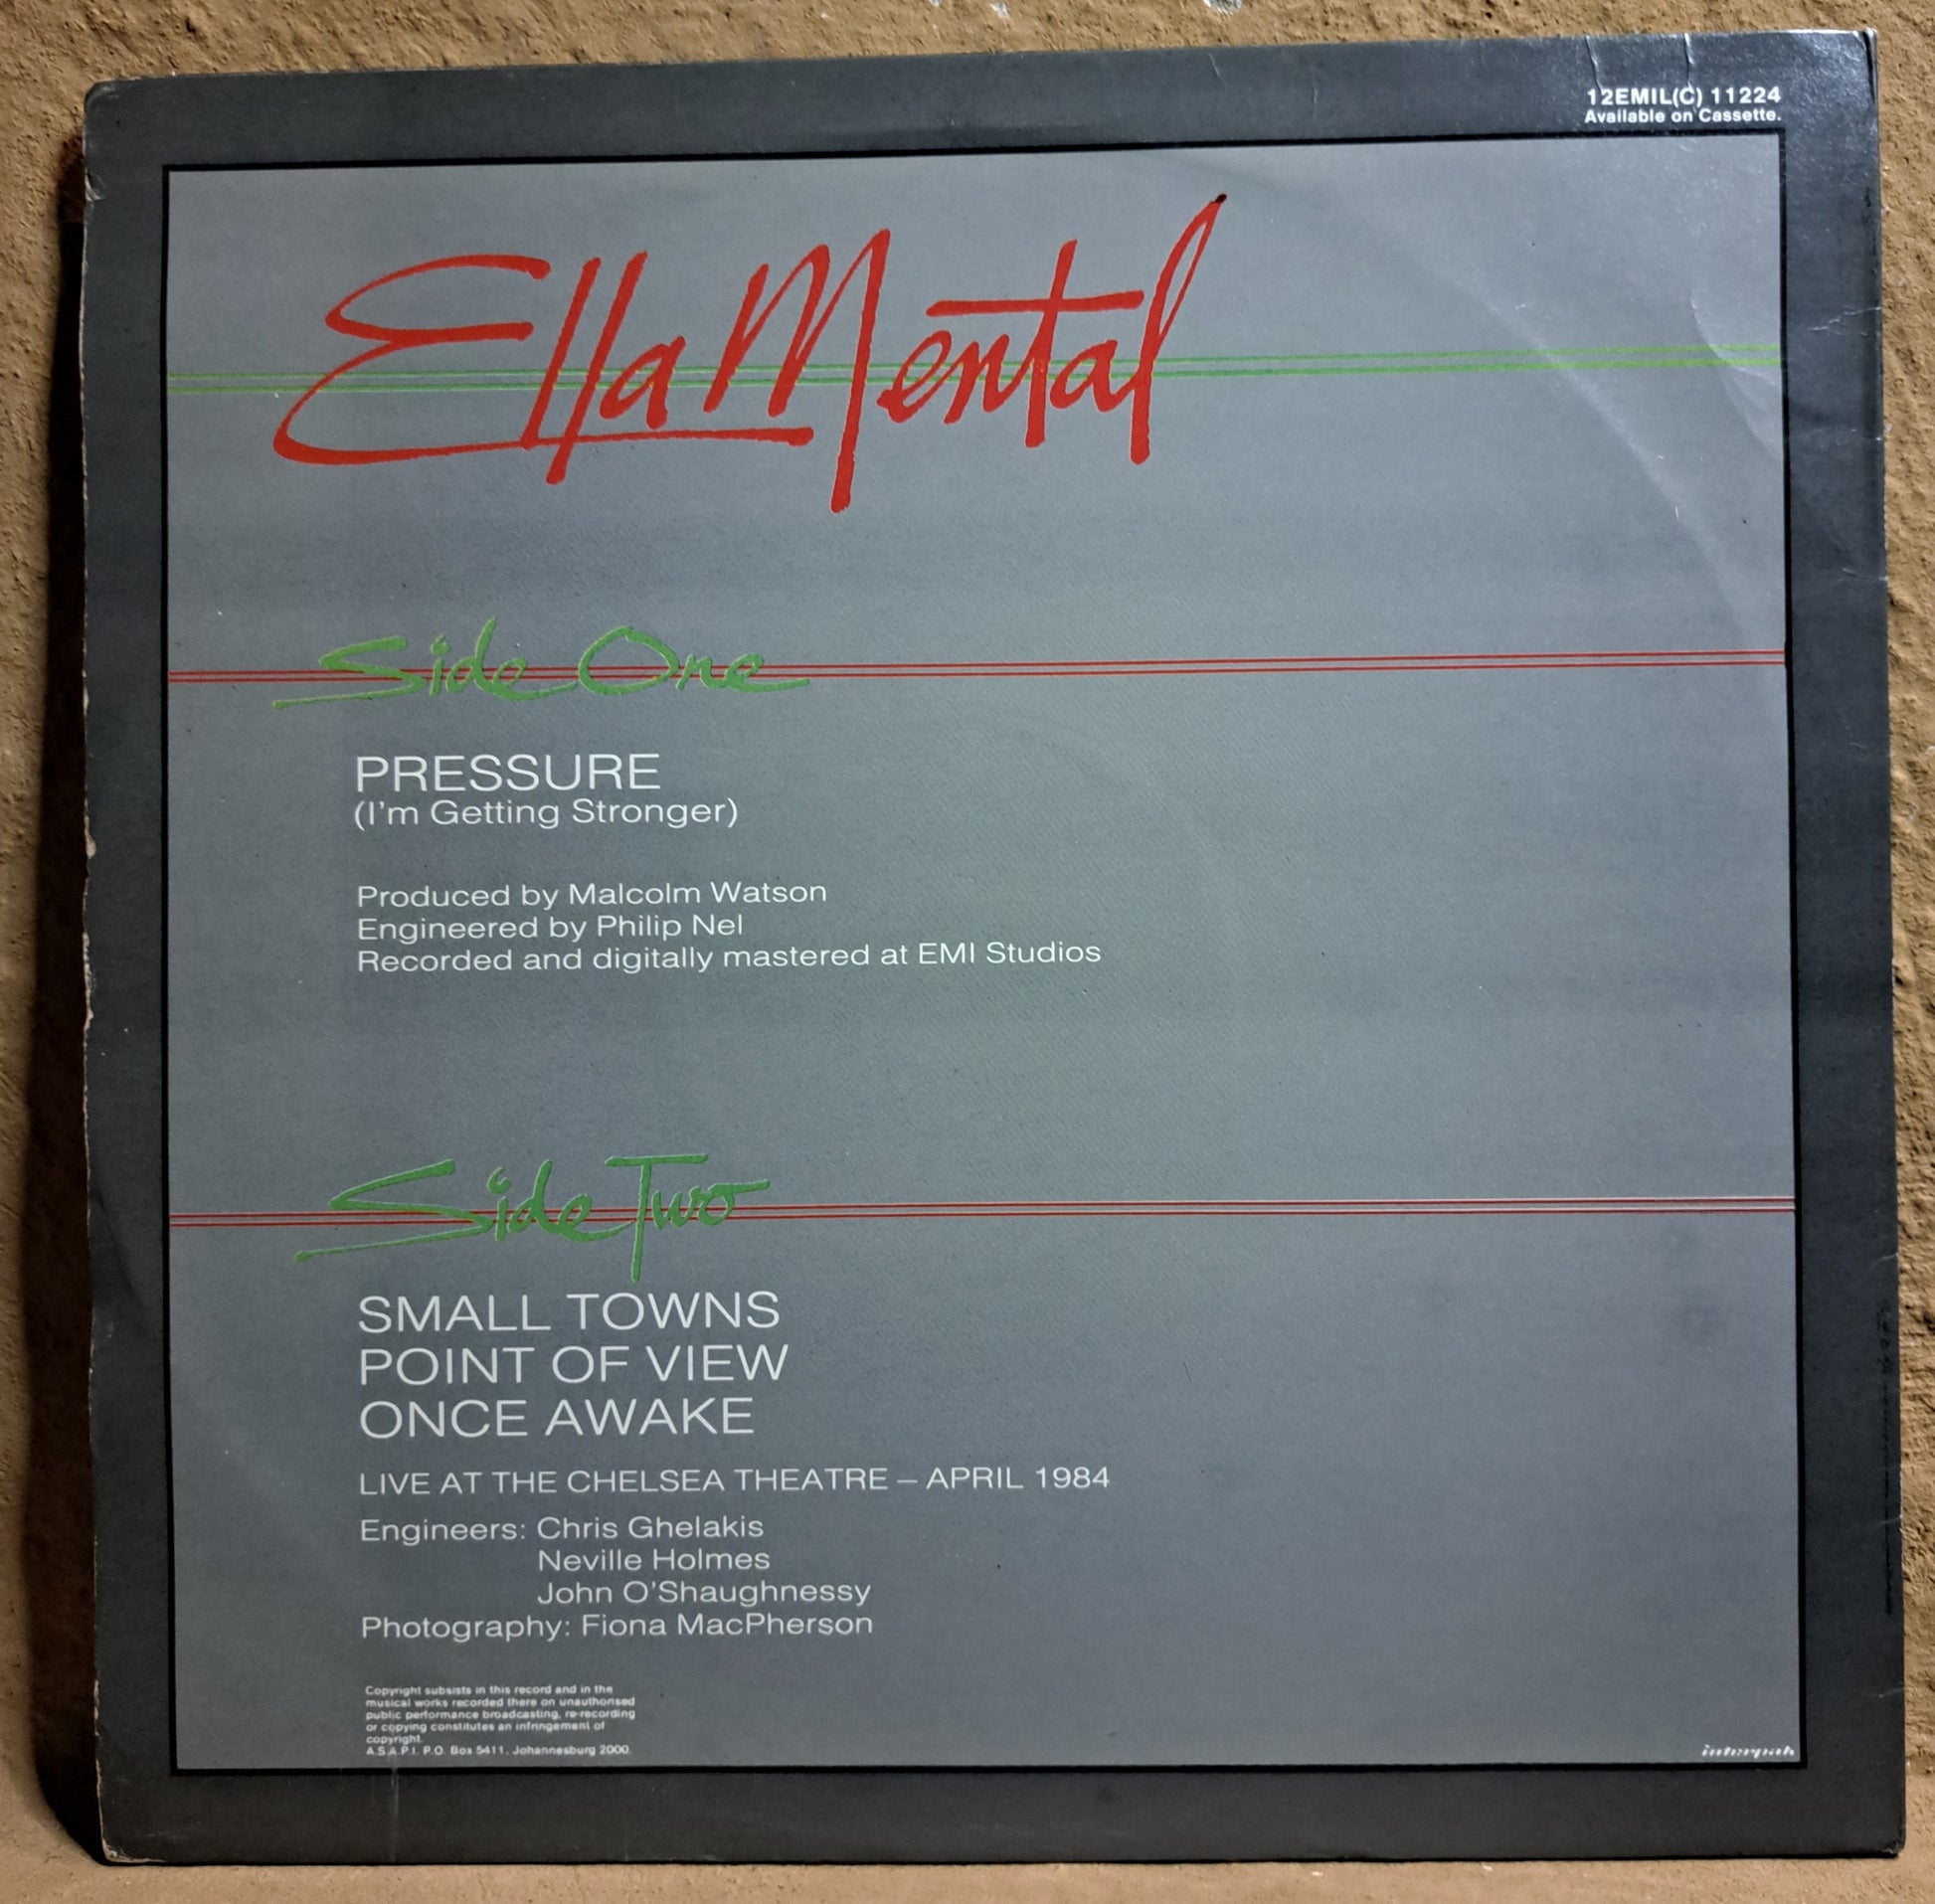 12EMIL(C) 11224
Available on Cassette.
Ella Mental
Side One
PRESSURE
(I'm Getting Stronger)
Produced by Malcolm Watson
Engineered by Philip Nel
Recorded and digitally mastered at EMI Studios
Side Two
SMALL TOWNS
POINT OF VIEW
ONCE AWAKE
LIVE AT THE CHELSEA THEATRE – APRIL 1984
Engineers: Chris Ghelakis
Neville Holmes
John O'Shaughnessy
Photography: Fiona MacPherson
Copyright subsists in this record and in the
musical works recorded there on unauthorised
public performance broadcasting, re-recording
or copying constitutes an infringement of
copyright.
A.S.A.P.I. P.O. Box 5411, Johannesburg 2000.
interpak